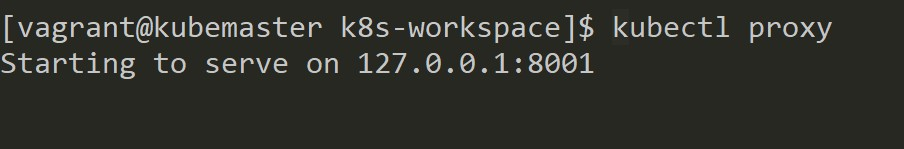 [vagrant@kubemaster k8s-workspace]$ kubectl proxy
Starting to serve on 127.0.0.1:8001